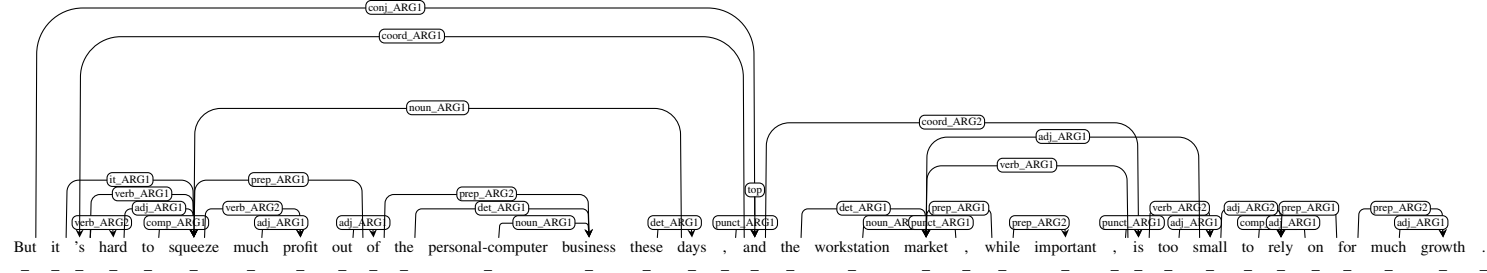 conj_ARG1
coord_ARG1
noun_ARG1
coord_ARG2
adj_ARG1
verb_ARG1
it_ARG1 prep_ARG1
verb_ARG1 prep_ARG2 top
adj_ARG1 verb_ARG2 det_ARG1 det_ARG1 prep_ARG1 verb_ARG2 adj_ARG2 prep_ARG1 prep_ARG2
verb_ARG2 comp_ARG1 adj_ARG1 adj_ARG1 noun_ARG1 det_ARG1 punct_ARG1 punct_ARG1 prep_ARG2 punct_ARG1 adj_ARG1 adj_ARG1 adj_ARG1
But it 's hard to squeeze much profit out of the personal-computer business these days , and the workstation market , while important , is too small to rely on for much growth .
_ _ _ _ _ _ _ _ _ _ _ _ _ _ _ _ _ _ _ _ _ _ _ _ _ _ _ _ _ _ _ _ _ _ _